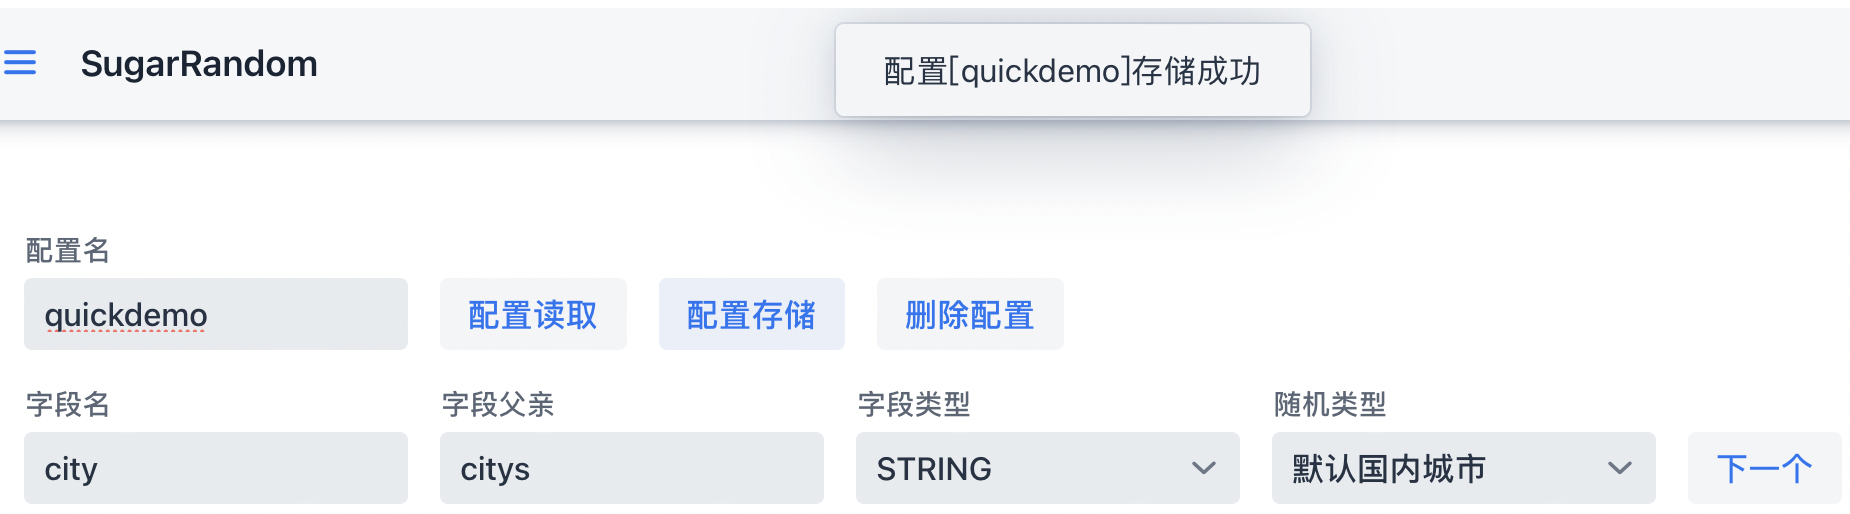 SugarRandom
配置[quickdemo]存储成功
配置名
quickdemo
配置读取
配置存储
删除配置
字段名
字段父亲
字段类型
随机类型
city
citys
STRING
默认国内城市
下一个